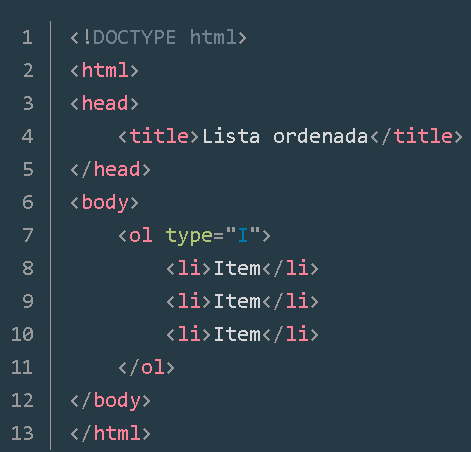 1 <!DOCTYPE html>
2 <html>
3 <head>
4     <title>Lista ordenada</title>
5 </head>
6 <body>
7     <ol type="I">
8         <li>Item</li>
9         <li>Item</li>
10         <li>Item</li>
11     </ol>
12 </body>
13 </html>